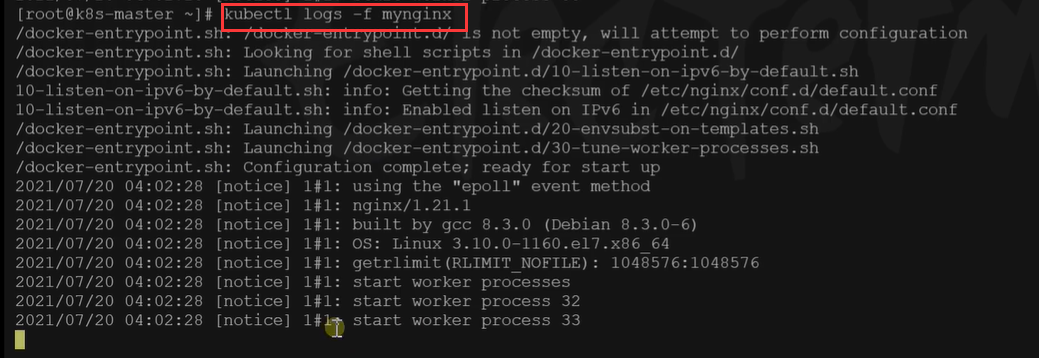 [root@k8s-master ~]# kubectl logs -f mynginx
/docker-entrypoint.sh: /docker-entrypoint.d/ is not empty, will attempt to perform configuration
/docker-entrypoint.sh: Looking for shell scripts in /docker-entrypoint.d/
/docker-entrypoint.sh: Launching /docker-entrypoint.d/10-listen-on-ipv6-by-default.sh
10-listen-on-ipv6-by-default.sh: info: Getting the checksum of /etc/nginx/conf.d/default.conf
10-listen-on-ipv6-by-default.sh: info: Enabled listen on IPv6 in /etc/nginx/conf.d/default.conf
/docker-entrypoint.sh: Launching /docker-entrypoint.d/20-envsubst-on-templates.sh
/docker-entrypoint.sh: Launching /docker-entrypoint.d/30-tune-worker-processes.sh
/docker-entrypoint.sh: Configuration complete; ready for start up
2021/07/20 04:02:28 [notice] 1#1: using the "epoll" event method
2021/07/20 04:02:28 [notice] 1#1: nginx/1.21.1
2021/07/20 04:02:28 [notice] 1#1: built by gcc 8.3.0 (Debian 8.3.0-6)
2021/07/20 04:02:28 [notice] 1#1: OS: Linux 3.10.0-1160.el7.x86_64
2021/07/20 04:02:28 [notice] 1#1: getrlimit(RLIMIT_NOFILE): 1048576:1048576
2021/07/20 04:02:28 [notice] 1#1: start worker processes
2021/07/20 04:02:28 [notice] 1#1: start worker process 32
2021/07/20 04:02:28 [notice] 1#1: start worker process 33